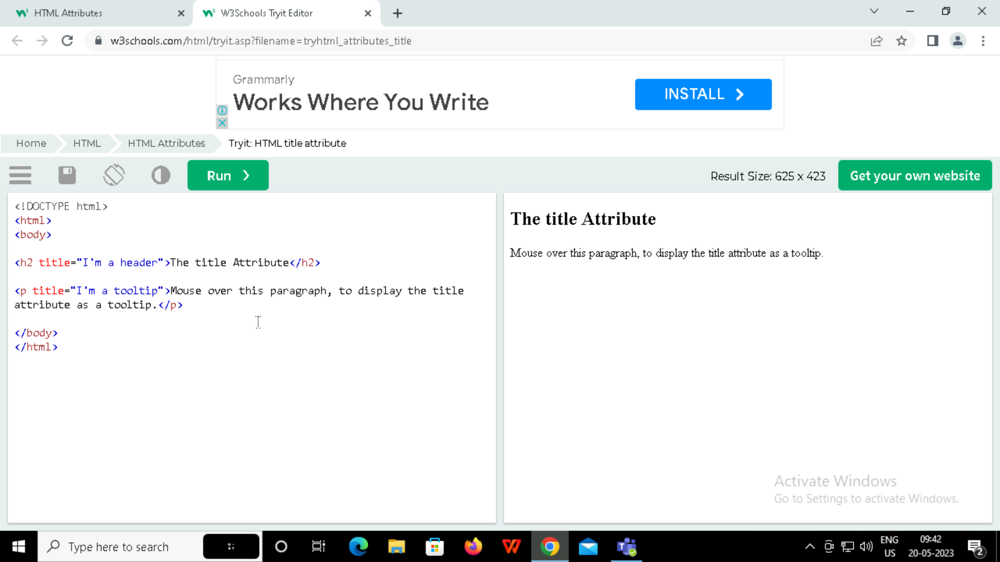 HTML Attributes
W3Schools Tryit Editor
w3schools.com/html/tryit.asp?filename=tryhtml_attributes_title
Grammarly
Works Where You Write
INSTALL
Home
HTML
HTML Attributes
Tryit: HTML title attribute
Run
Result Size: 625 x 423
Get your own website
<!DOCTYPE html>
<html>
<body>
<h2 title="I'm a header">The title Attribute</h2>
<p title="I'm a tooltip">Mouse over this paragraph, to display the title
attribute as a tooltip.</p>
</body>
</html>
The title Attribute
Mouse over this paragraph, to display the title attribute as a tooltip.
Activate Windows
Go to Settings to activate Windows.
Type here to search
ENG
US
09:42
20-05-2023
2